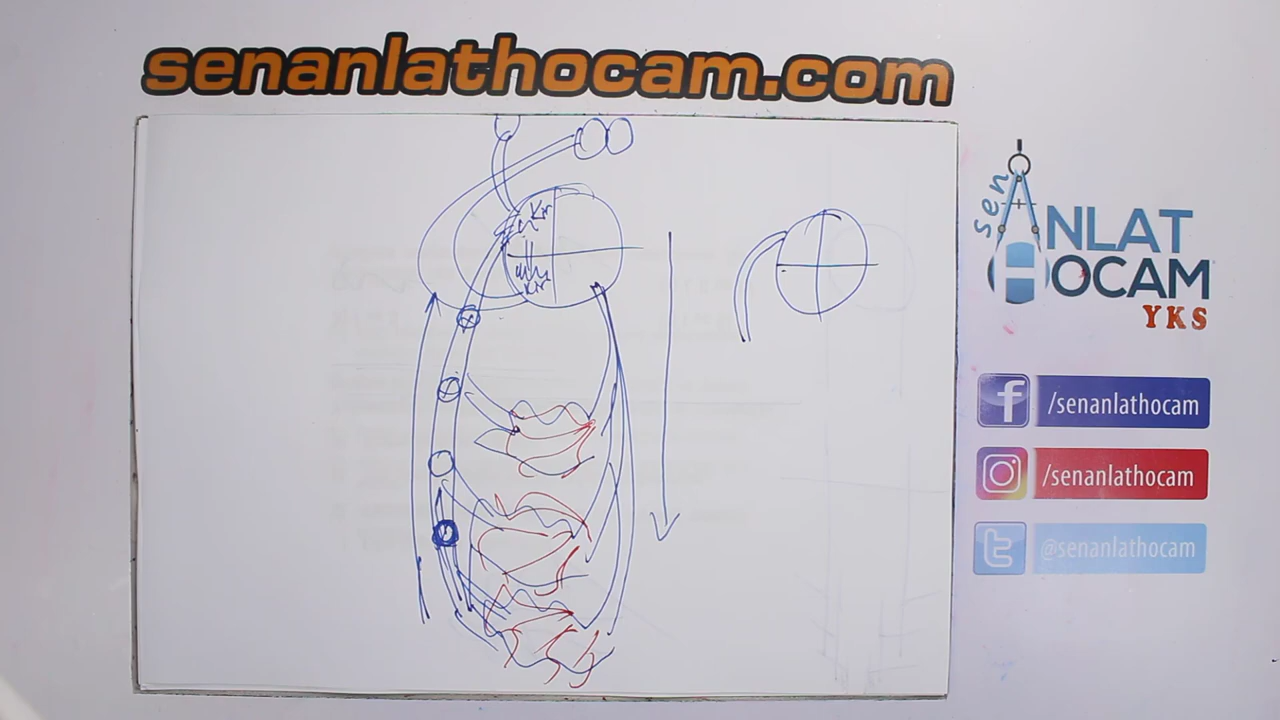 senanlathocam.com
sen
ANLAT
HOCAM
YKS
f /senanlathocam
/senanlathocam
t @senanlathocam